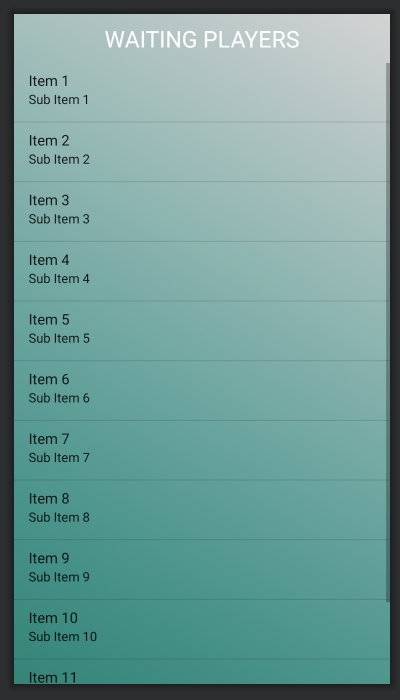 WAITING PLAYERS
Item 1
Sub Item 1
Item 2
Sub Item 2
Item 3
Sub Item 3
Item 4
Sub Item 4
Item 5
Sub Item 5
Item 6
Sub Item 6
Item 7
Sub Item 7
Item 8
Sub Item 8
Item 9
Sub Item 9
Item 10
Sub Item 10
Item 11